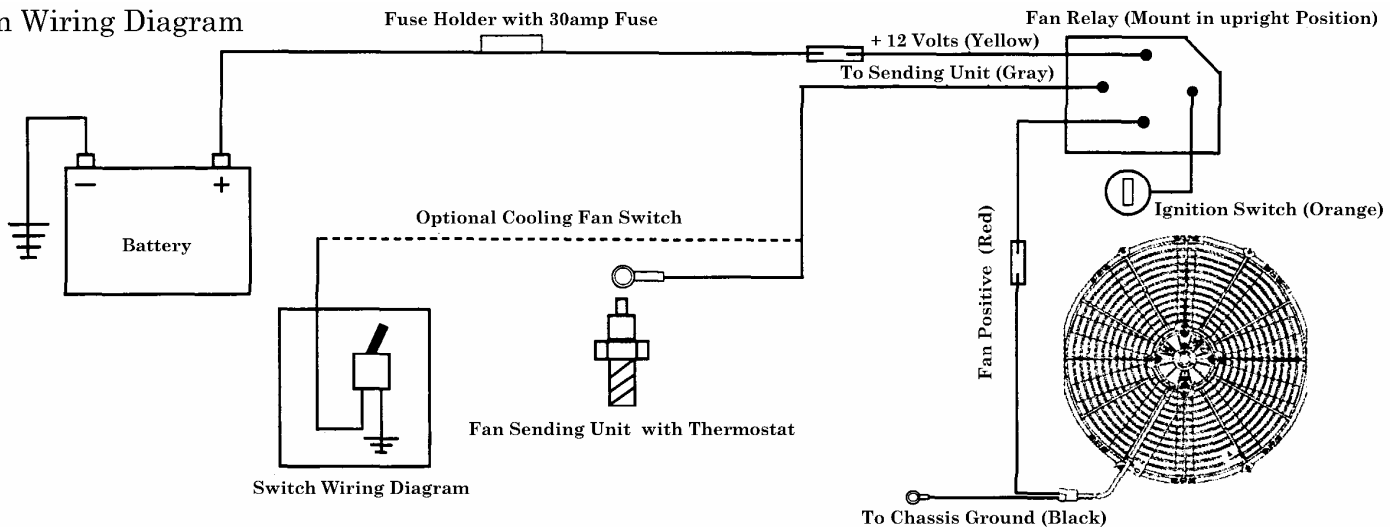 n Wiring Diagram
Fuse Holder with 30amp Fuse
Fan Relay (Mount in upright Position)
+ 12 Volts (Yellow)
To Sending Unit (Gray)
Ignition Switch (Orange)
Optional Cooling Fan Switch
Battery
− +
Fan Positive (Red)
Fan Sending Unit with Thermostat
Switch Wiring Diagram
To Chassis Ground (Black)